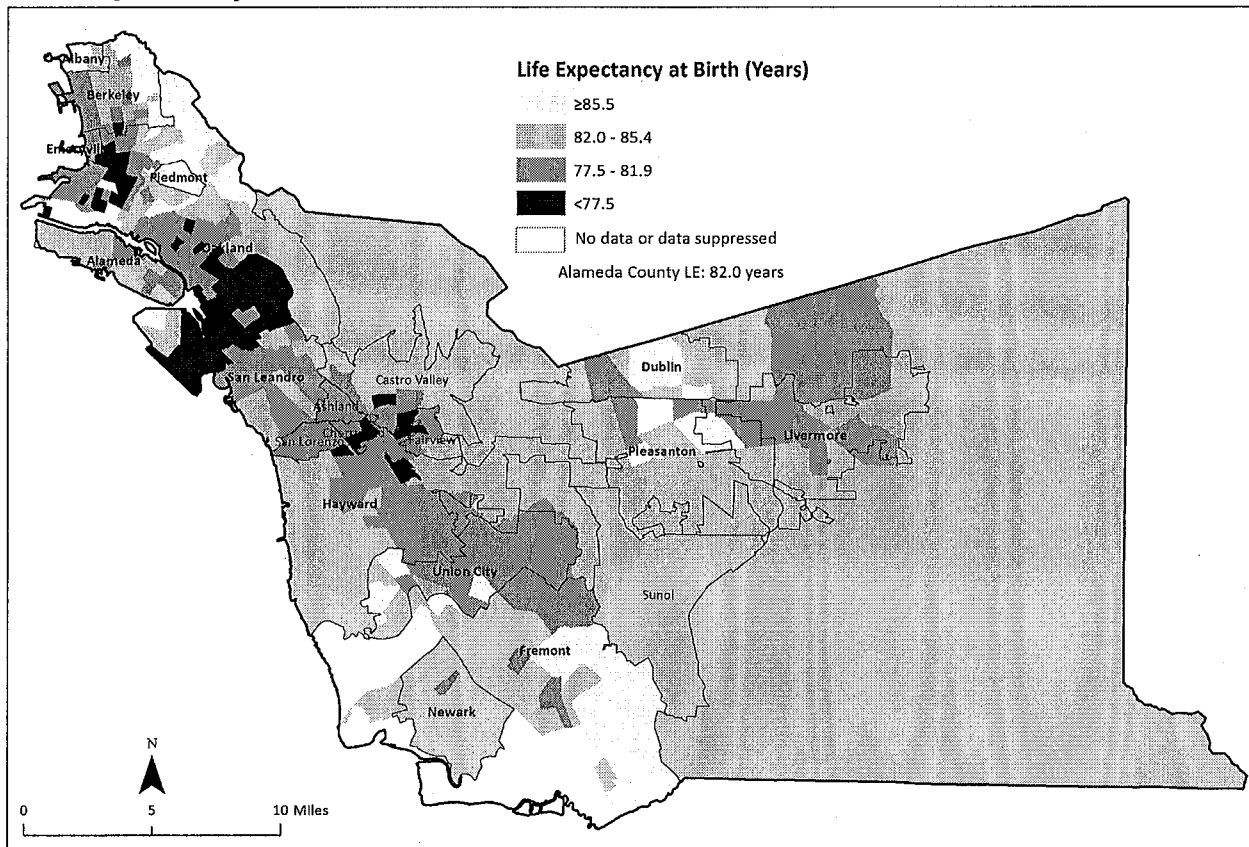 Life Expectancy at Birth (Years)
≥85.5
82.0 - 85.4
77.5 - 81.9
<77.5
No data or data suppressed
Alameda County LE: 82.0 years
Albany
Berkeley
Emeryville
Piedmont
Oakland
Alameda
San Leandro
Castro Valley
Ashland
San Lorenzo
Fairview
Dublin
Livermore
Pleasanton
Hayward
Union City
Sunol
Fremont
Newark
N
0 5 10 Miles